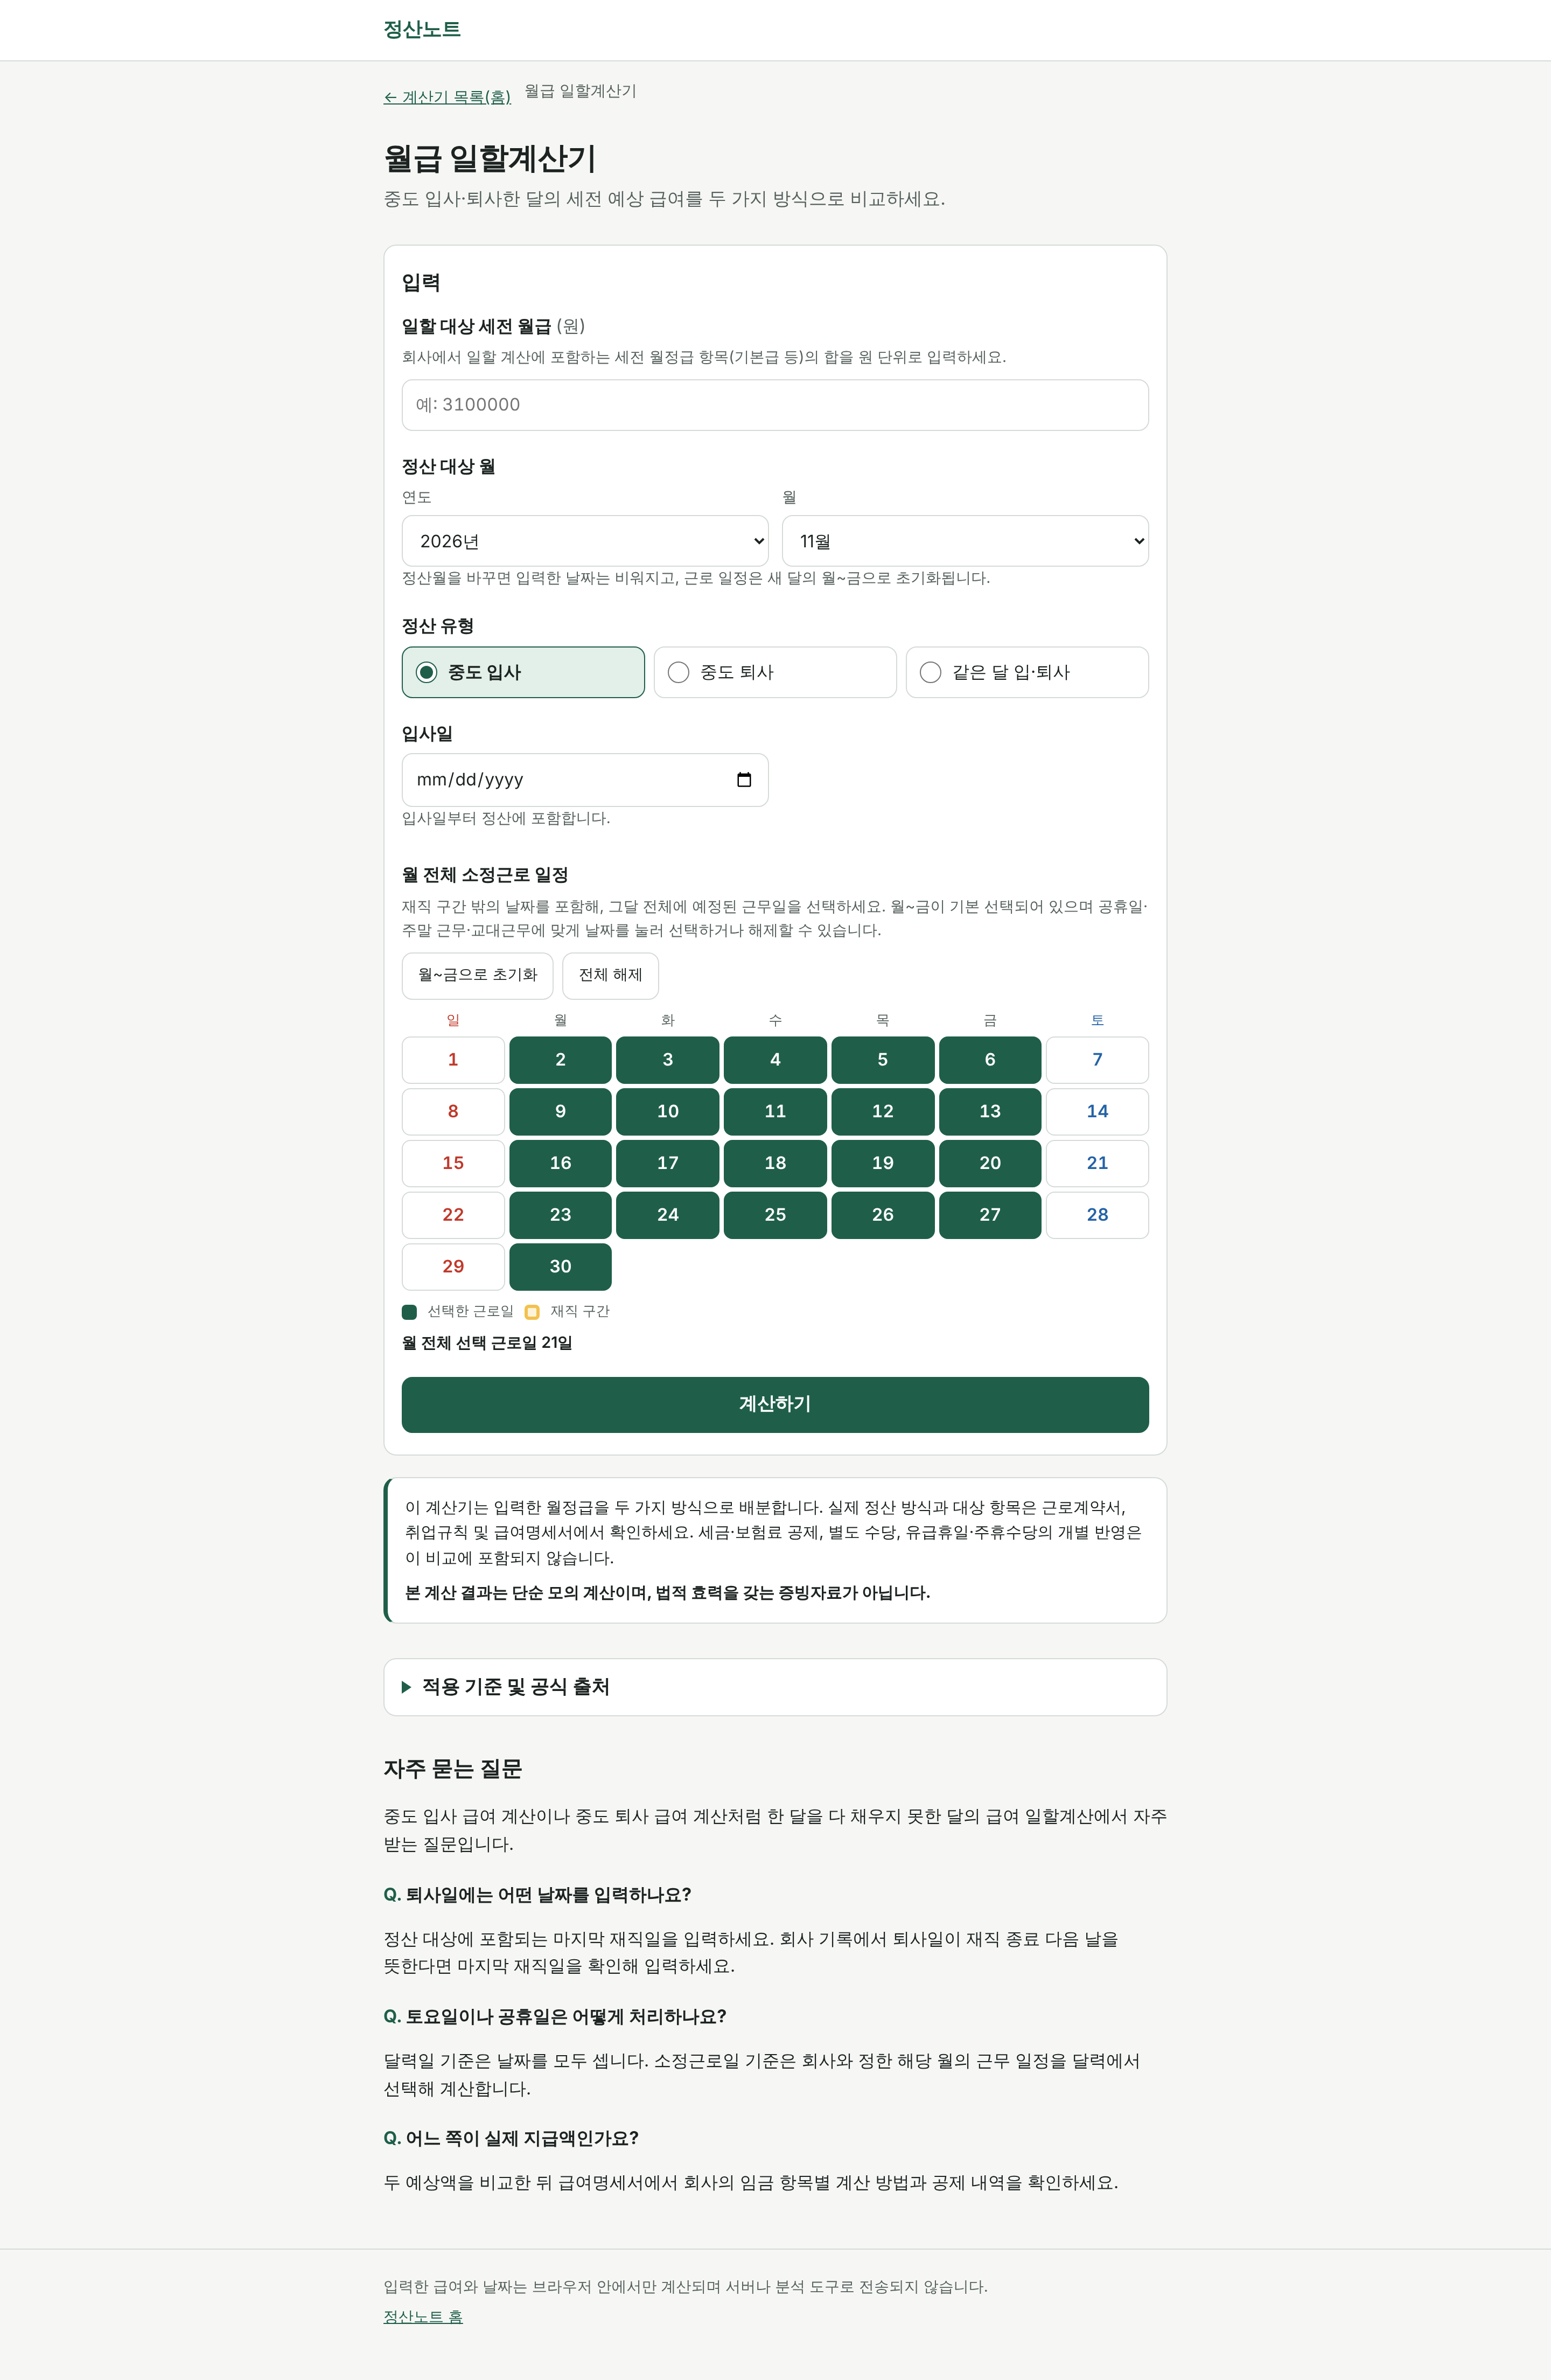 정산노트
← 계산기 목록(홈) 월급 일할계산기
월급 일할계산기
중도 입사·퇴사한 달의 세전 예상 급여를 두 가지 방식으로 비교하세요.
입력
일할 대상 세전 월급 (원)
회사에서 일할 계산에 포함하는 세전 월정급 항목(기본급 등)의 합을 원 단위로 입력하세요.
예: 3100000
정산 대상 월
연도 월
2026년 11월
정산월을 바꾸면 입력한 날짜는 비워지고, 근로 일정은 새 달의 월~금으로 초기화됩니다.
정산 유형
중도 입사 중도 퇴사 같은 달 입·퇴사
입사일
mm/dd/yyyy
입사일부터 정산에 포함합니다.
월 전체 소정근로 일정
재직 구간 밖의 날짜를 포함해, 그달 전체에 예정된 근무일을 선택하세요. 월~금이 기본 선택되어 있으며 공휴일·
주말 근무·교대근무에 맞게 날짜를 눌러 선택하거나 해제할 수 있습니다.
월~금으로 초기화 전체 해제
일 월 화 수 목 금 토
1 2 3 4 5 6 7
8 9 10 11 12 13 14
15 16 17 18 19 20 21
22 23 24 25 26 27 28
29 30
선택한 근로일 재직 구간
월 전체 선택 근로일 21일
계산하기
이 계산기는 입력한 월정급을 두 가지 방식으로 배분합니다. 실제 정산 방식과 대상 항목은 근로계약서,
취업규칙 및 급여명세서에서 확인하세요. 세금·보험료 공제, 별도 수당, 유급휴일·주휴수당의 개별 반영은
이 비교에 포함되지 않습니다.
본 계산 결과는 단순 모의 계산이며, 법적 효력을 갖는 증빙자료가 아닙니다.
적용 기준 및 공식 출처
자주 묻는 질문
중도 입사 급여 계산이나 중도 퇴사 급여 계산처럼 한 달을 다 채우지 못한 달의 급여 일할계산에서 자주
받는 질문입니다.
Q. 퇴사일에는 어떤 날짜를 입력하나요?
정산 대상에 포함되는 마지막 재직일을 입력하세요. 회사 기록에서 퇴사일이 재직 종료 다음 날을
뜻한다면 마지막 재직일을 확인해 입력하세요.
Q. 토요일이나 공휴일은 어떻게 처리하나요?
달력일 기준은 날짜를 모두 셉니다. 소정근로일 기준은 회사와 정한 해당 월의 근무 일정을 달력에서
선택해 계산합니다.
Q. 어느 쪽이 실제 지급액인가요?
두 예상액을 비교한 뒤 급여명세서에서 회사의 임금 항목별 계산 방법과 공제 내역을 확인하세요.
입력한 급여와 날짜는 브라우저 안에서만 계산되며 서버나 분석 도구로 전송되지 않습니다.
정산노트 홈